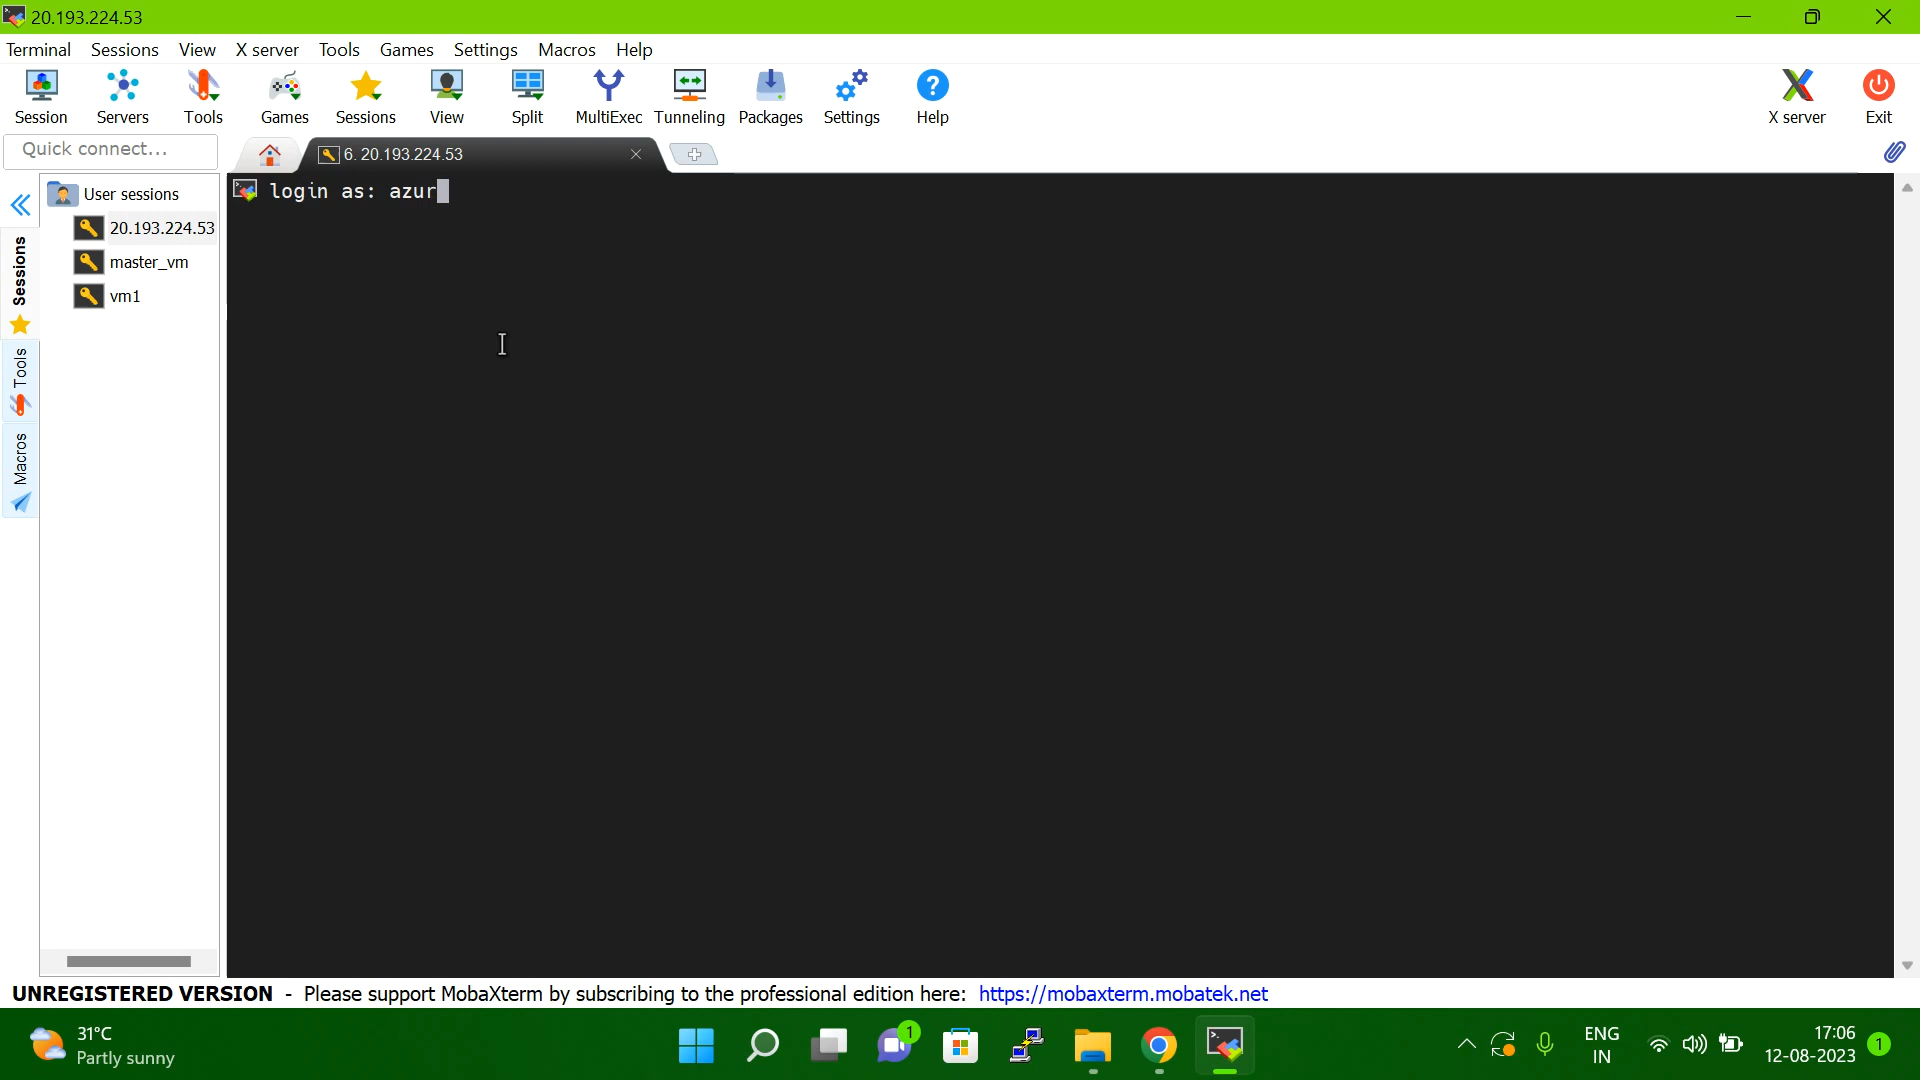 20.193.224.53
Terminal Sessions View X server Tools Games Settings Macros Help
Session Servers Tools Games Sessions View Split MultiExec Tunneling Packages Settings Help X server Exit
Quick connect...
6. 20.193.224.53
User sessions
20.193.224.53
master_vm
vm1
Sessions
Tools
Macros
login as: azur
UNREGISTERED VERSION - Please support MobaXterm by subscribing to the professional edition here: https://mobaxterm.mobatek.net
31°C
Partly sunny
1
ENG
IN
17:06
12-08-2023
1